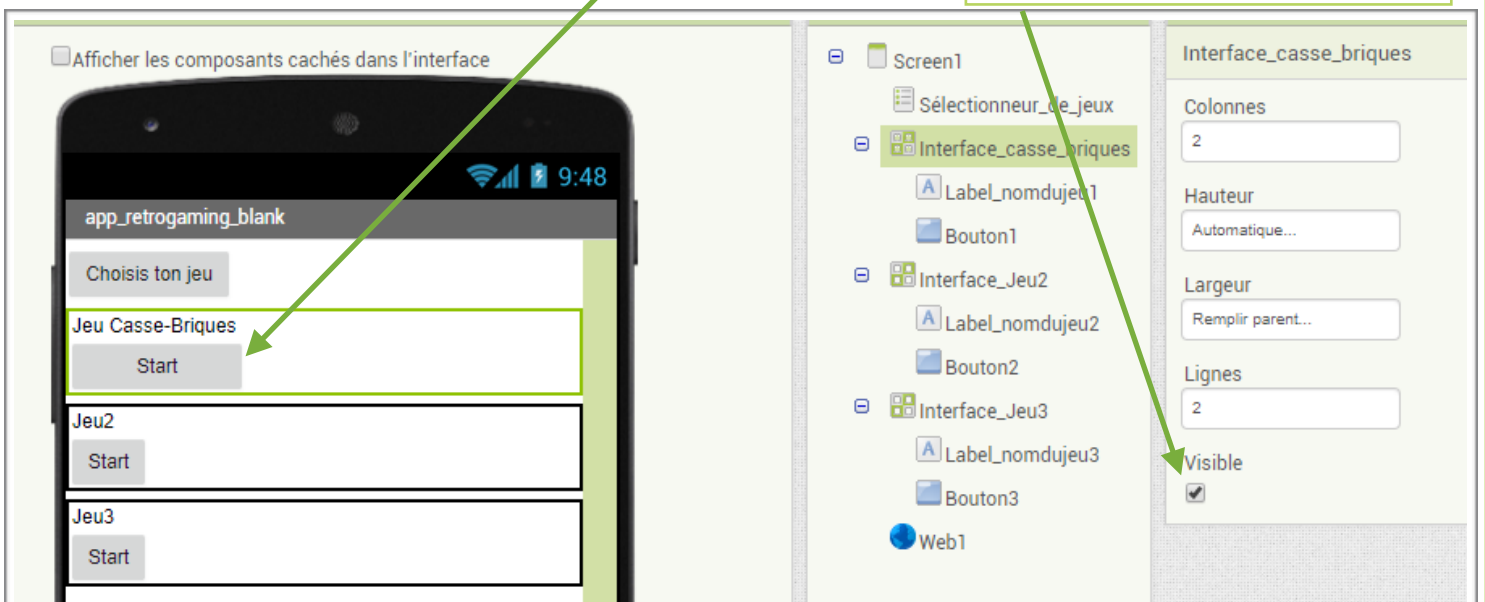 Afficher les composants cachés dans l'interface
9:48
app_retrogaming_blank
Choisis ton jeu
Jeu Casse-Briques
Start
Jeu2
Start
Jeu3
Start
Screen1
Sélectionneur_de_jeux
Interface_casse_briques
Label_nomdujeu1
Bouton1
Interface_Jeu2
Label_nomdujeu2
Bouton2
Interface_Jeu3
Label_nomdujeu3
Bouton3
Web1
Interface_casse_briques
Colonnes
2
Hauteur
Automatique...
Largeur
Remplir parent...
Lignes
2
Visible